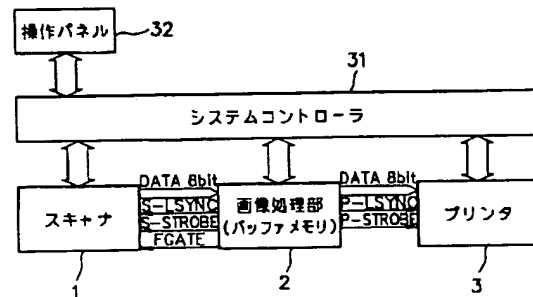 操作パネル
32
31
システムコントローラ
DATA 8bit
DATA 8bit
スキャナ
S-LSYNC
S-STROBE
FGATE
画像処理部
(バッファメモリ)
P-LSYNC
P-STROBE
プリンタ
1
2
3